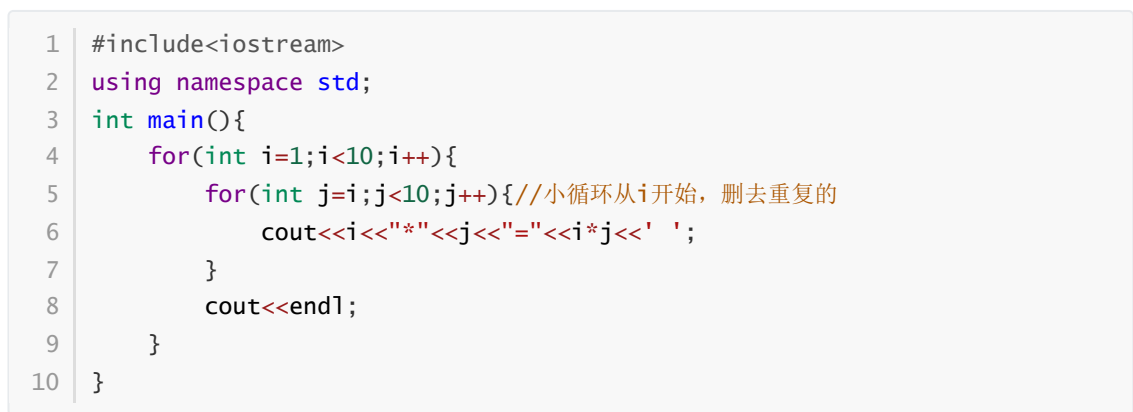 1 #include<iostream>
2 using namespace std;
3 int main(){
4     for(int i=1;i<10;i++){
5         for(int j=i;j<10;j++){//小循环从i开始，删去重复的
6             cout<<i<<"*"<<j<<"="<<i*j<<' ';
7         }
8         cout<<endl;
9     }
10 }